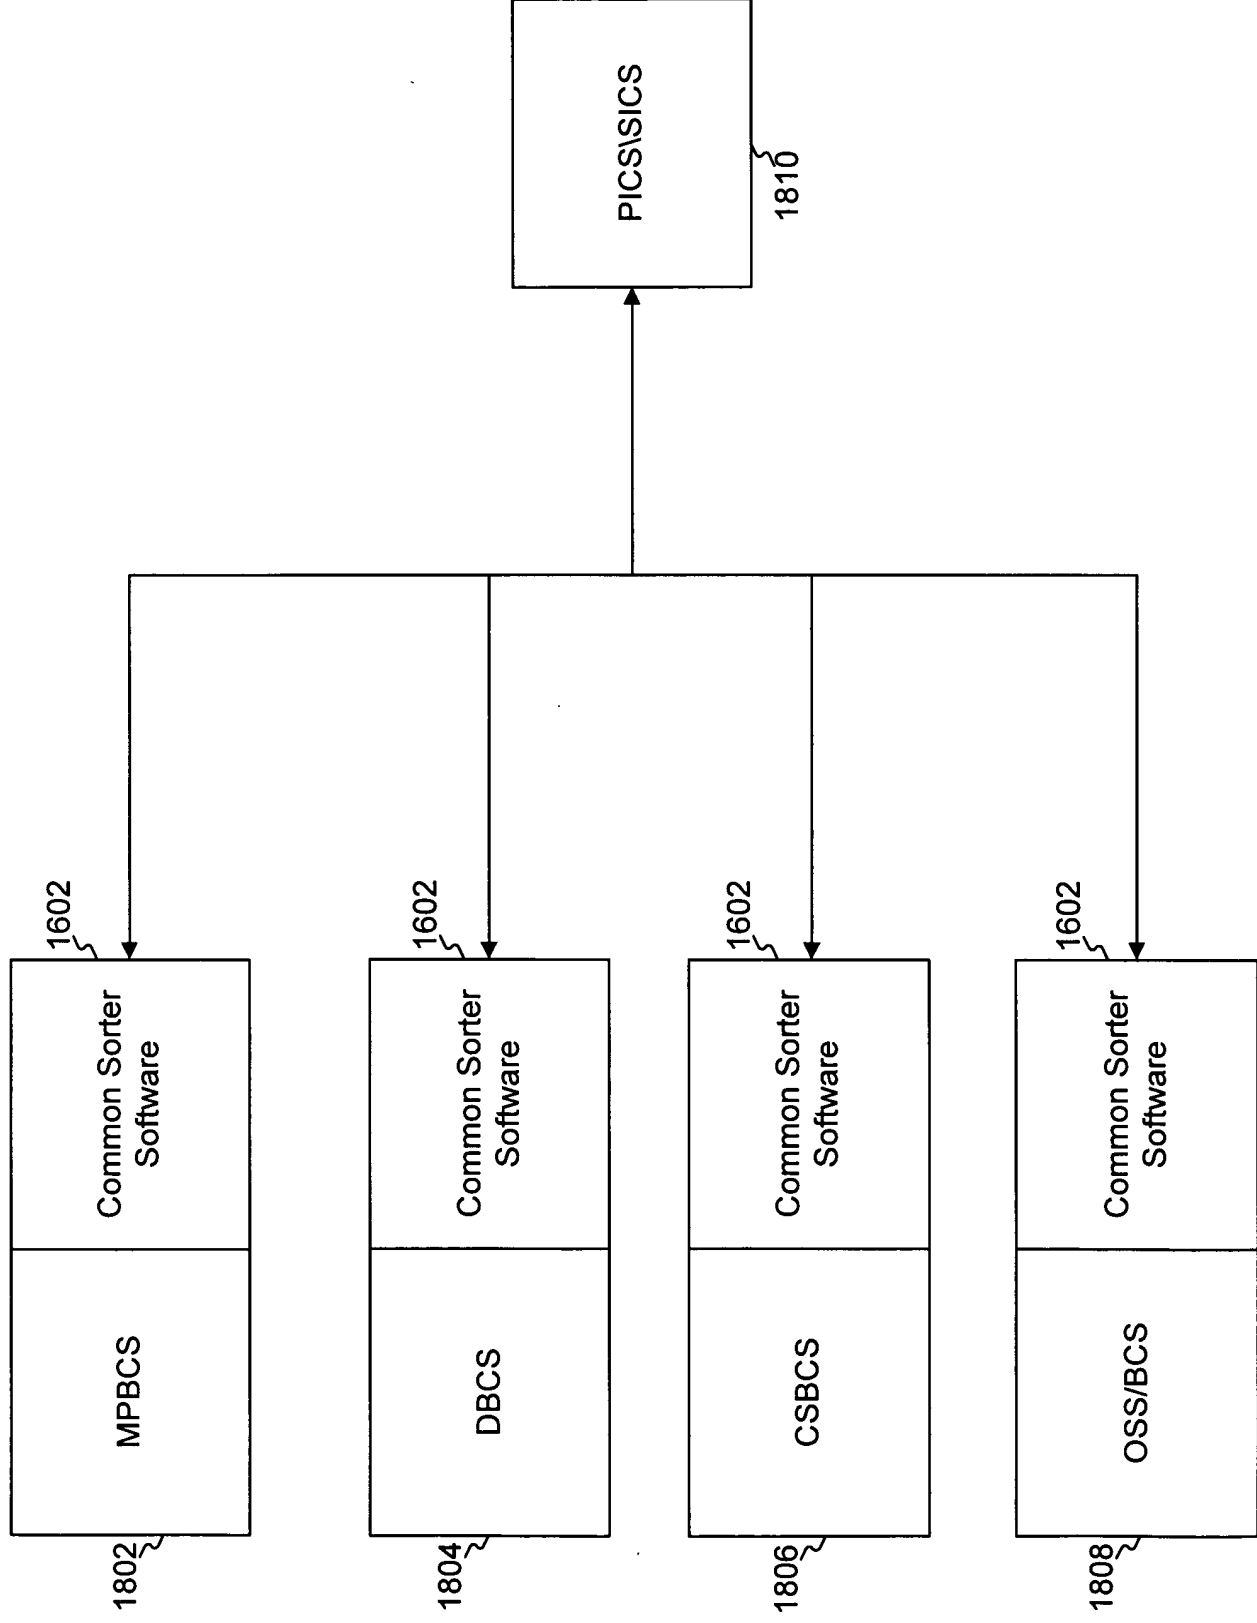 1802
MPBCS
Common Sorter
Software
1602
1804
DBCS
Common Sorter
Software
1602
1806
CSBCS
Common Sorter
Software
1602
1808
OSS/BCS
Common Sorter
Software
1602
PICS\SICS
1810